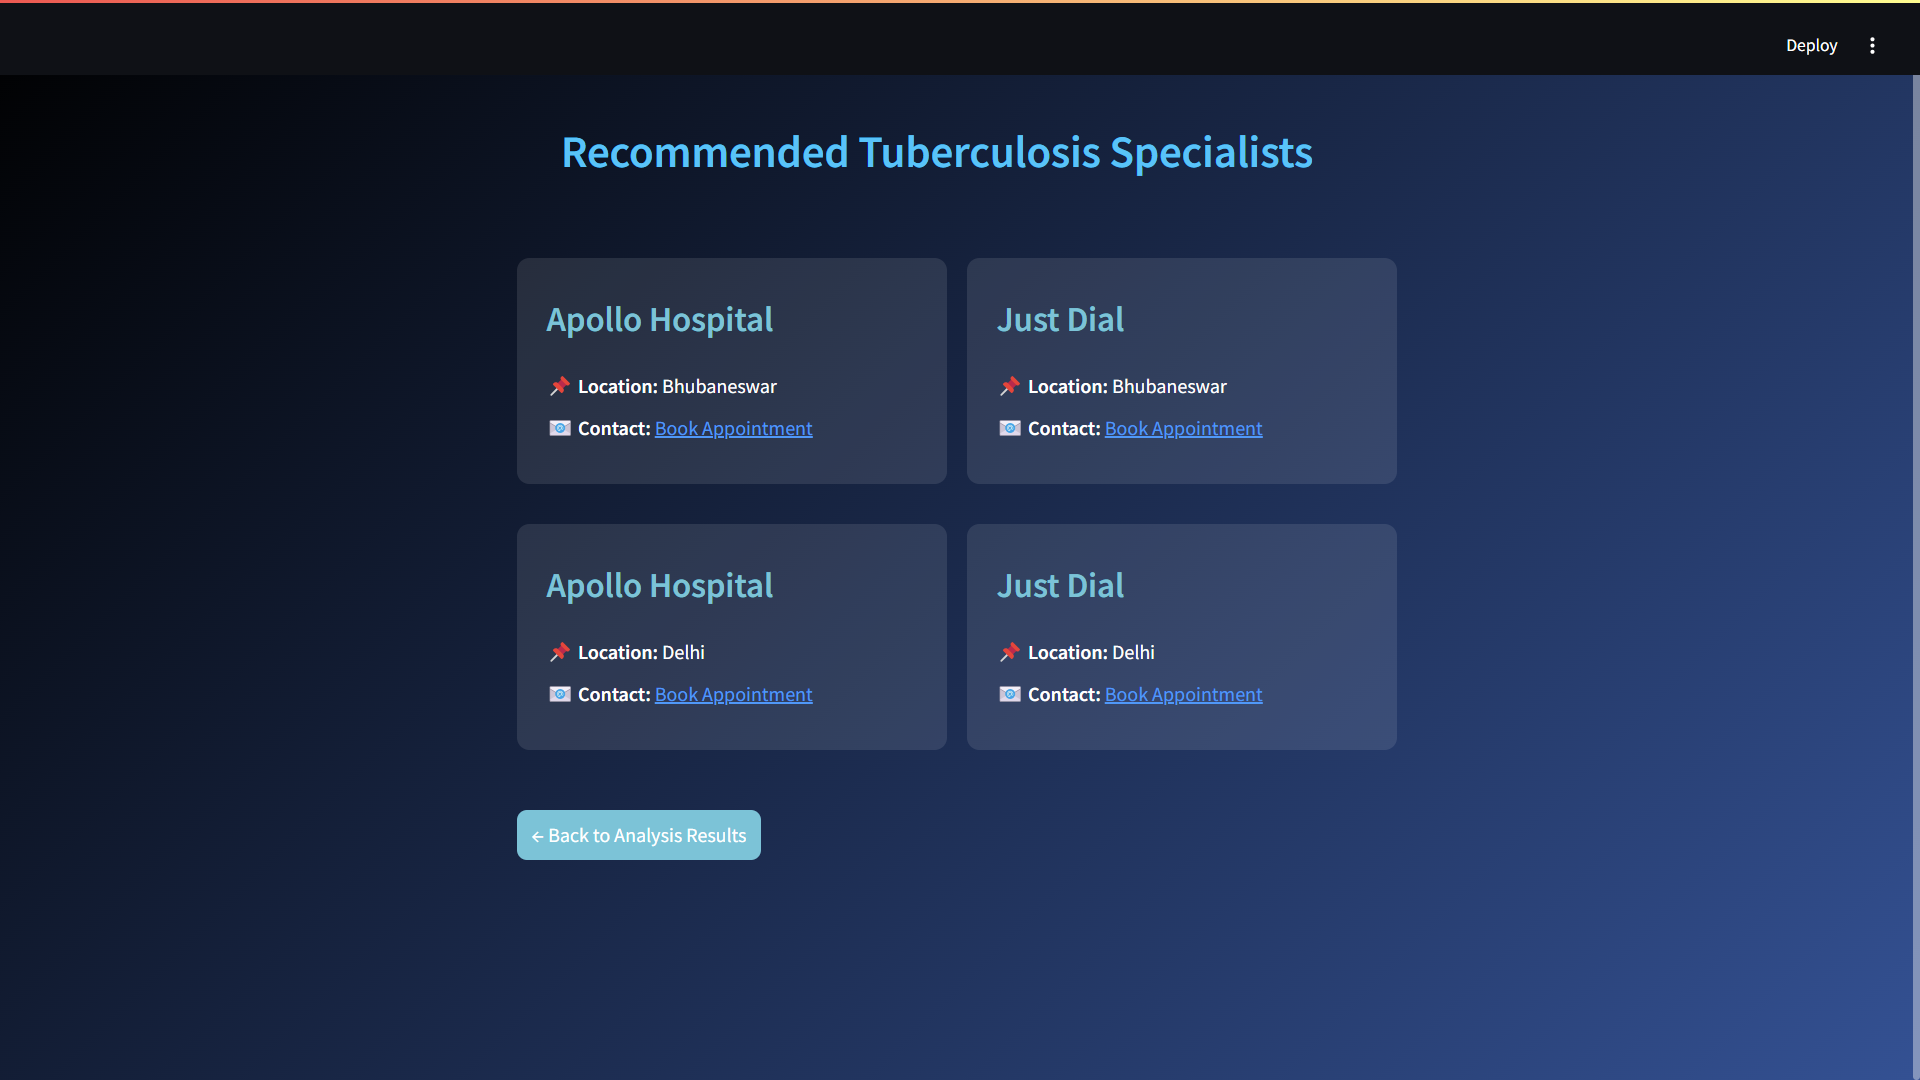 Deploy
Recommended Tuberculosis Specialists
Apollo Hospital
📌 Location: Bhubaneswar
📧 Contact: Book Appointment
Just Dial
📌 Location: Bhubaneswar
📧 Contact: Book Appointment
Apollo Hospital
📌 Location: Delhi
📧 Contact: Book Appointment
Just Dial
📌 Location: Delhi
📧 Contact: Book Appointment
← Back to Analysis Results